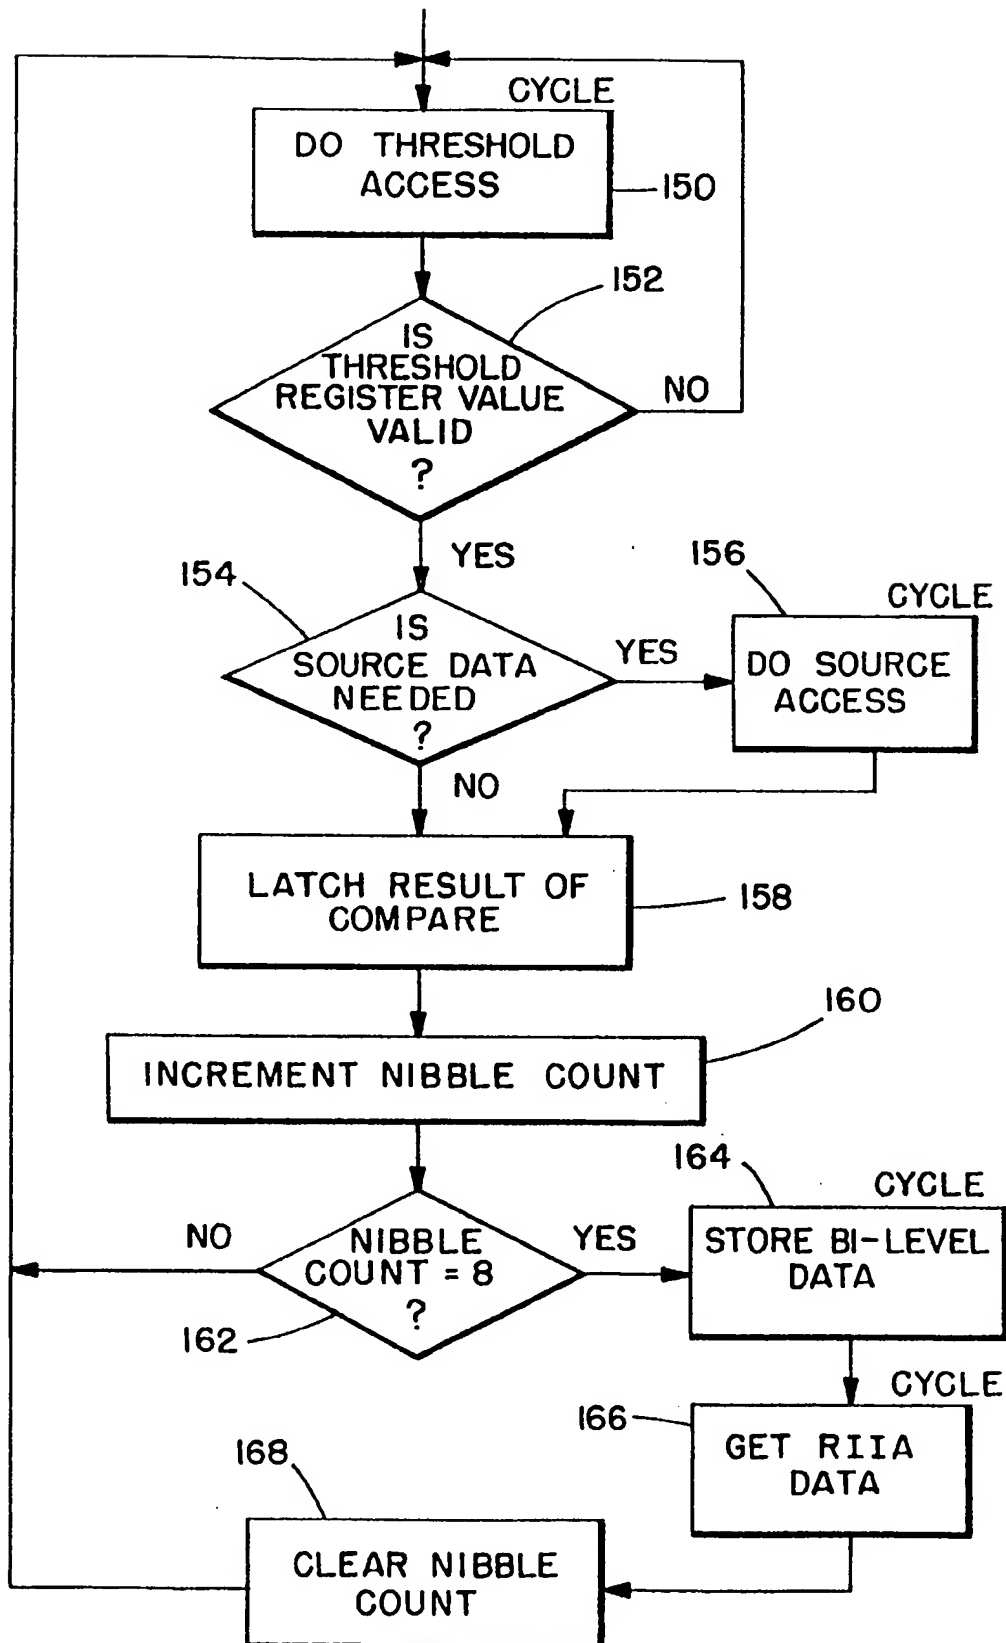 CYCLE
DO THRESHOLD
ACCESS
150
152
IS
THRESHOLD
REGISTER VALUE
VALID
?
NO
YES
154
IS
SOURCE DATA
NEEDED
?
YES
156
CYCLE
DO SOURCE
ACCESS
NO
LATCH RESULT OF
COMPARE
158
160
INCREMENT NIBBLE COUNT
164
CYCLE
NO
NIBBLE
COUNT = 8
?
YES
STORE BI-LEVEL
DATA
162
CYCLE
166
GET RIIA
DATA
168
CLEAR NIBBLE
COUNT